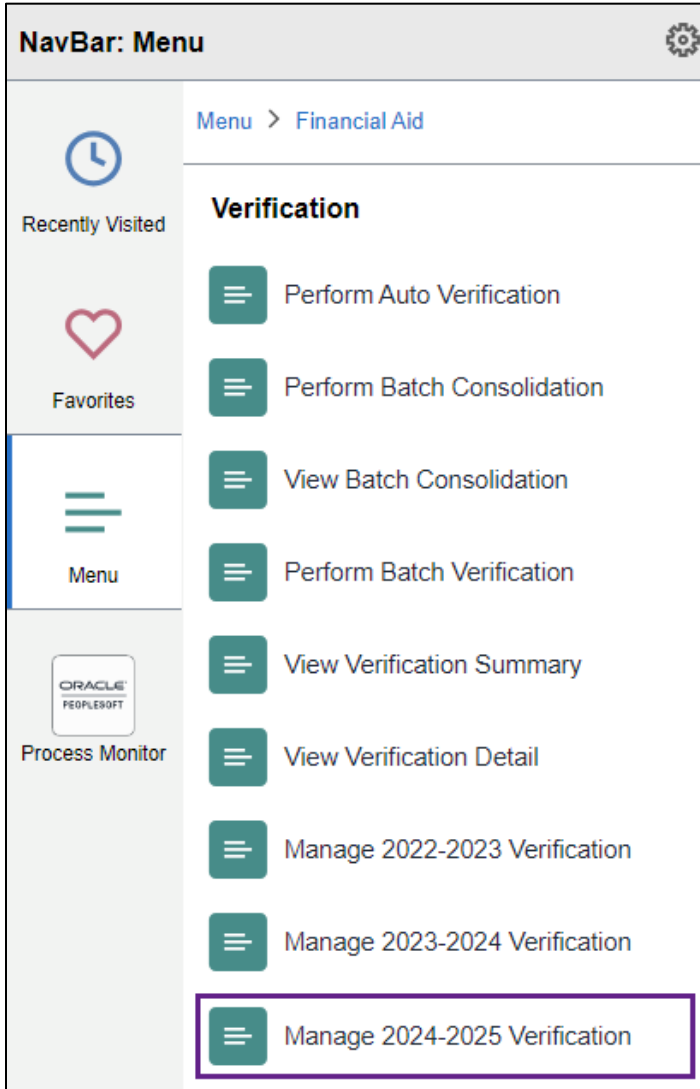 NavBar: Menu
Menu > Financial Aid
Recently Visited
Favorites
Menu
ORACLE
PEOPLESOFT
Process Monitor
Verification
Perform Auto Verification
Perform Batch Consolidation
View Batch Consolidation
Perform Batch Verification
View Verification Summary
View Verification Detail
Manage 2022-2023 Verification
Manage 2023-2024 Verification
Manage 2024-2025 Verification